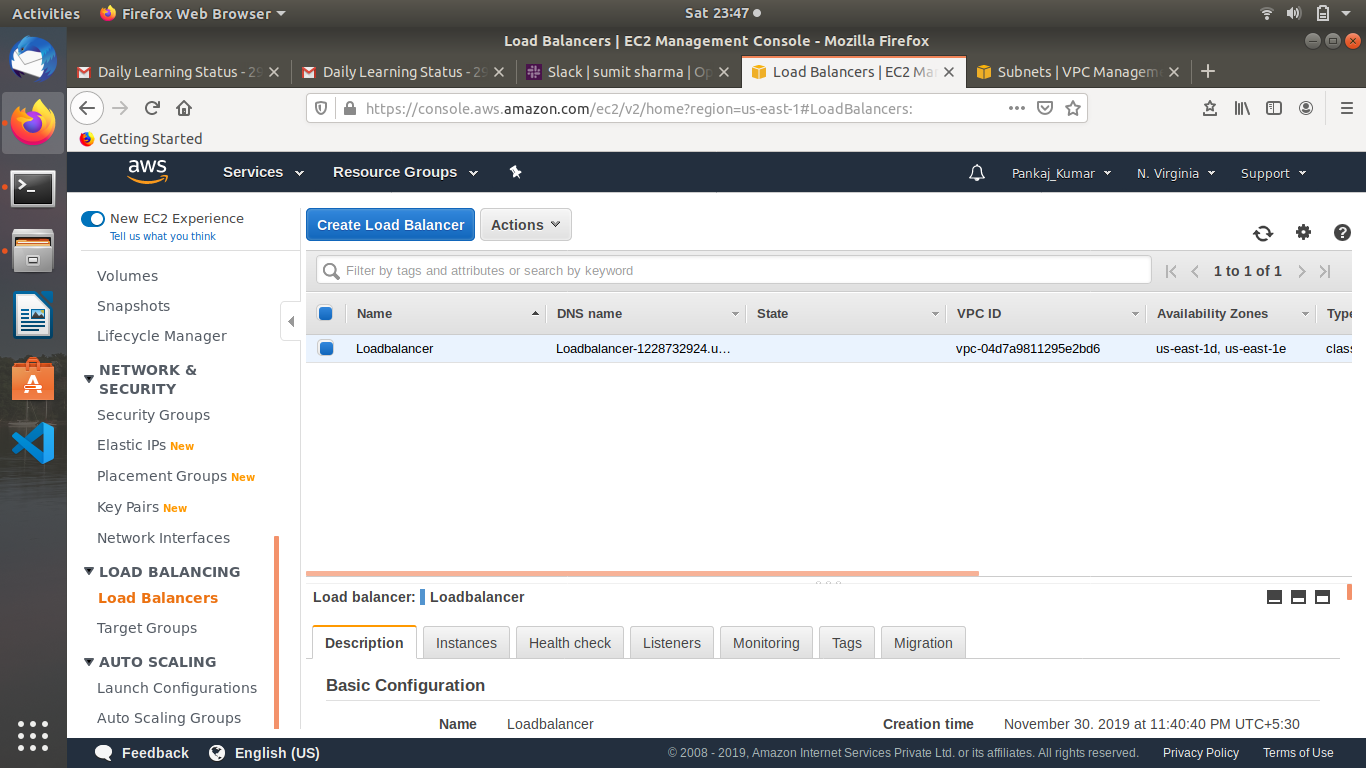 Activities Firefox Web Browser Sat 23:47
Load Balancers | EC2 Management Console - Mozilla Firefox
Daily Learning Status - 29 Daily Learning Status - 29 Slack | sumit sharma | Op Load Balancers | EC2 Ma Subnets | VPC Managem
https://console.aws.amazon.com/ec2/v2/home?region=us-east-1#LoadBalancers:
Getting Started
aws Services Resource Groups Pankaj_Kumar N. Virginia Support
New EC2 Experience
Tell us what you think
Volumes
Snapshots
Lifecycle Manager
NETWORK &
SECURITY
Security Groups
Elastic IPs New
Placement Groups New
Key Pairs New
Network Interfaces
LOAD BALANCING
Load Balancers
Target Groups
AUTO SCALING
Launch Configurations
Auto Scaling Groups
Create Load Balancer Actions
Filter by tags and attributes or search by keyword 1 to 1 of 1
Name DNS name State VPC ID Availability Zones Type
Loadbalancer Loadbalancer-1228732924.u... vpc-04d7a9811295e2bd6 us-east-1d, us-east-1e class
Load balancer: Loadbalancer
Description Instances Health check Listeners Monitoring Tags Migration
Basic Configuration
Name Loadbalancer Creation time November 30, 2019 at 11:40:40 PM UTC+5:30
Feedback English (US) © 2008 - 2019, Amazon Internet Services Private Ltd. or its affiliates. All rights reserved. Privacy Policy Terms of Use